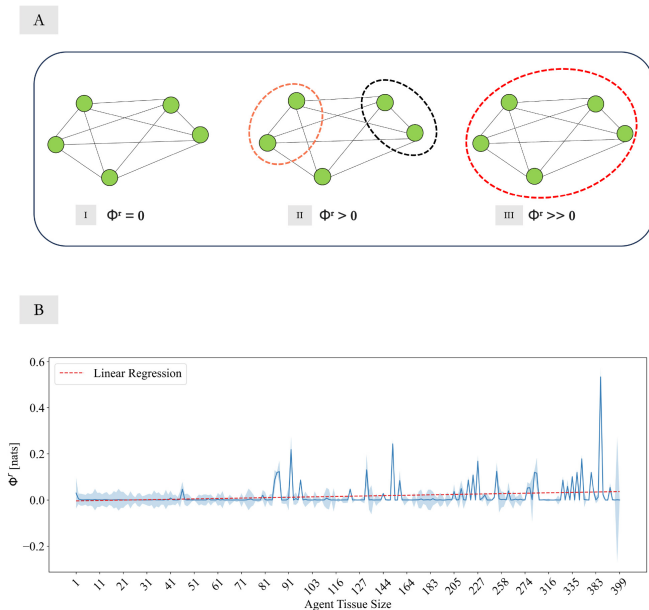 A
I Φʳ = 0
II Φʳ > 0
III Φʳ >> 0
B
Linear Regression
0.6
0.4
0.2
0.0
−0.2
Φʳ [nats]
1 11 21 31 41 51 61 71 81 91 103 116 127 144 164 183 205 227 258 274 316 335 383 399
Agent Tissue Size